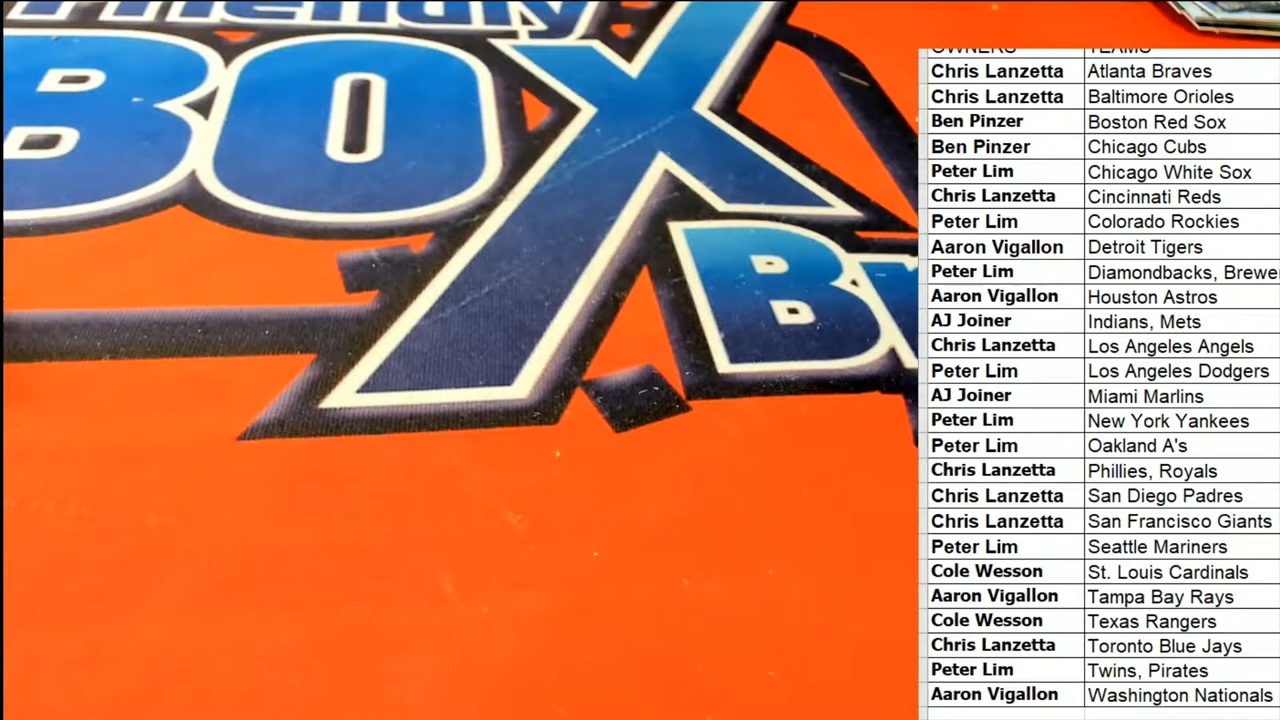 Friendly
BOX
Br
OWNERS TEAMS
Chris Lanzetta Atlanta Braves
Chris Lanzetta Baltimore Orioles
Ben Pinzer Boston Red Sox
Ben Pinzer Chicago Cubs
Peter Lim Chicago White Sox
Chris Lanzetta Cincinnati Reds
Peter Lim Colorado Rockies
Aaron Vigallon Detroit Tigers
Peter Lim Diamondbacks, Brewe
Aaron Vigallon Houston Astros
AJ Joiner Indians, Mets
Chris Lanzetta Los Angeles Angels
Peter Lim Los Angeles Dodgers
AJ Joiner Miami Marlins
Peter Lim New York Yankees
Peter Lim Oakland A's
Chris Lanzetta Phillies, Royals
Chris Lanzetta San Diego Padres
Chris Lanzetta San Francisco Giants
Peter Lim Seattle Mariners
Cole Wesson St. Louis Cardinals
Aaron Vigallon Tampa Bay Rays
Cole Wesson Texas Rangers
Chris Lanzetta Toronto Blue Jays
Peter Lim Twins, Pirates
Aaron Vigallon Washington Nationals